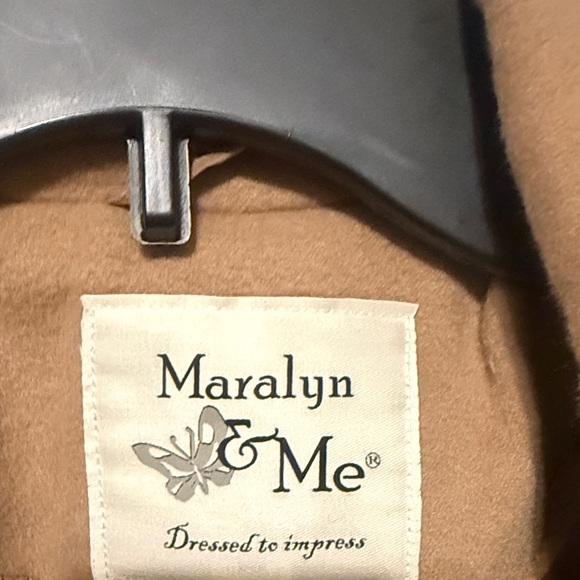 Maralyn
& Me®
Dressed to impress